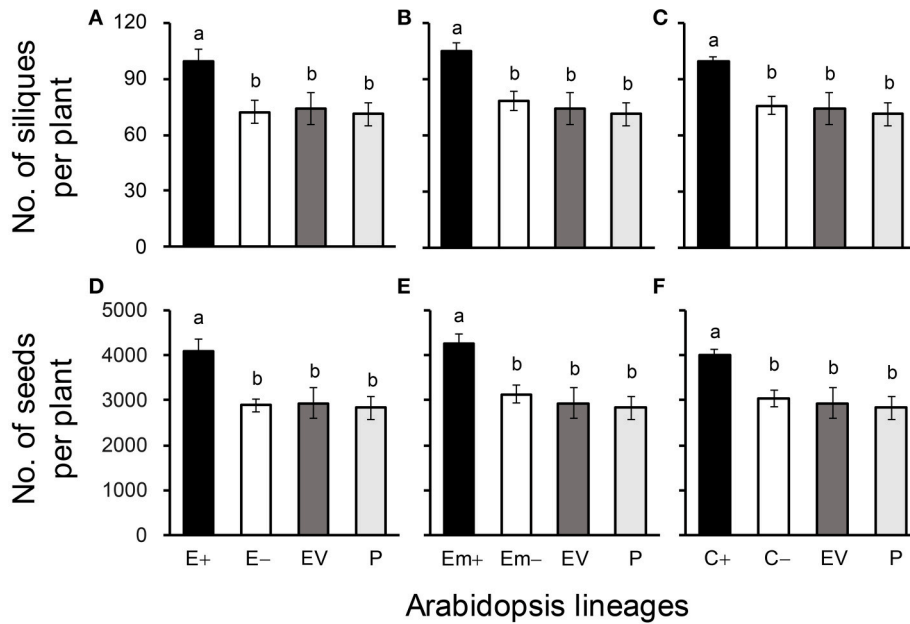 A
B
C
No. of siliques
per plant
120
90
60
30
0
a
b
b
b
a
b
b
b
a
b
b
b
D
E
F
No. of seeds
per plant
5000
4000
3000
2000
1000
0
a
b
b
b
a
b
b
b
a
b
b
b
E+ E– EV P
Em+ Em– EV P
C+ C– EV P
Arabidopsis lineages